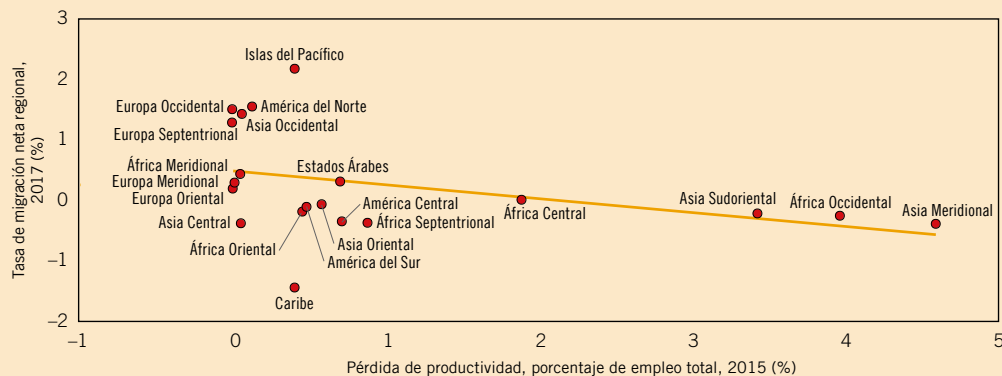 Tasa de migración neta regional,
2017 (%)
3
2
1
0
−1
−2
Islas del Pacífico
Europa Occidental
América del Norte
Europa Septentrional
Asia Occidental
África Meridional
Europa Meridional
Europa Oriental
Asia Central
África Oriental
Estados Árabes
América Central
África Septentrional
Asia Oriental
América del Sur
Caribe
África Central
Asia Sudoriental
África Occidental
Asia Meridional
−1
0
1
2
3
4
5
Pérdida de productividad, porcentaje de empleo total, 2015 (%)